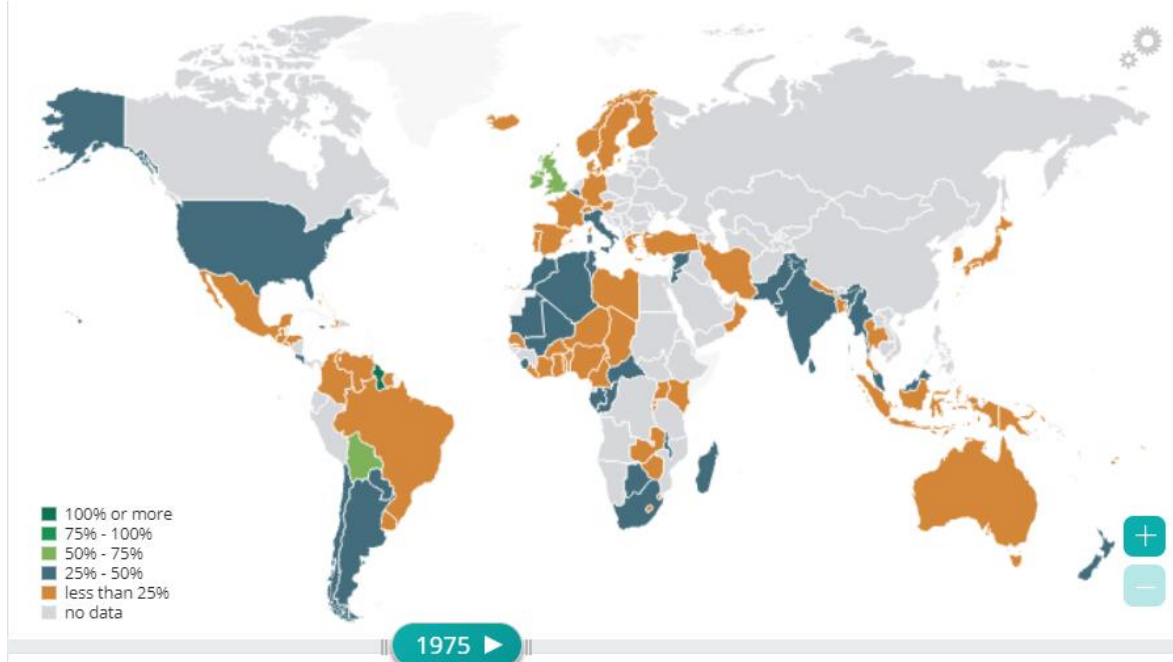 100% or more
75% - 100%
50% - 75%
25% - 50%
less than 25%
no data
1975